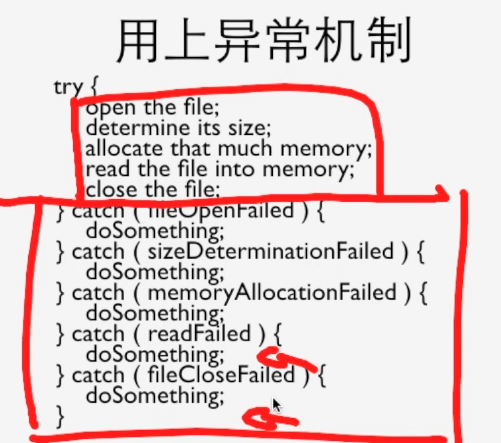 用上异常机制
try {
open the file;
determine its size;
allocate that much memory;
read the file into memory;
close the file;
} catch ( fileOpenFailed ) {
doSomething;
} catch ( sizeDeterminationFailed ) {
doSomething;
} catch ( memoryAllocationFailed ) {
doSomething;
} catch ( readFailed ) {
doSomething;
} catch ( fileCloseFailed ) {
doSomething;
}